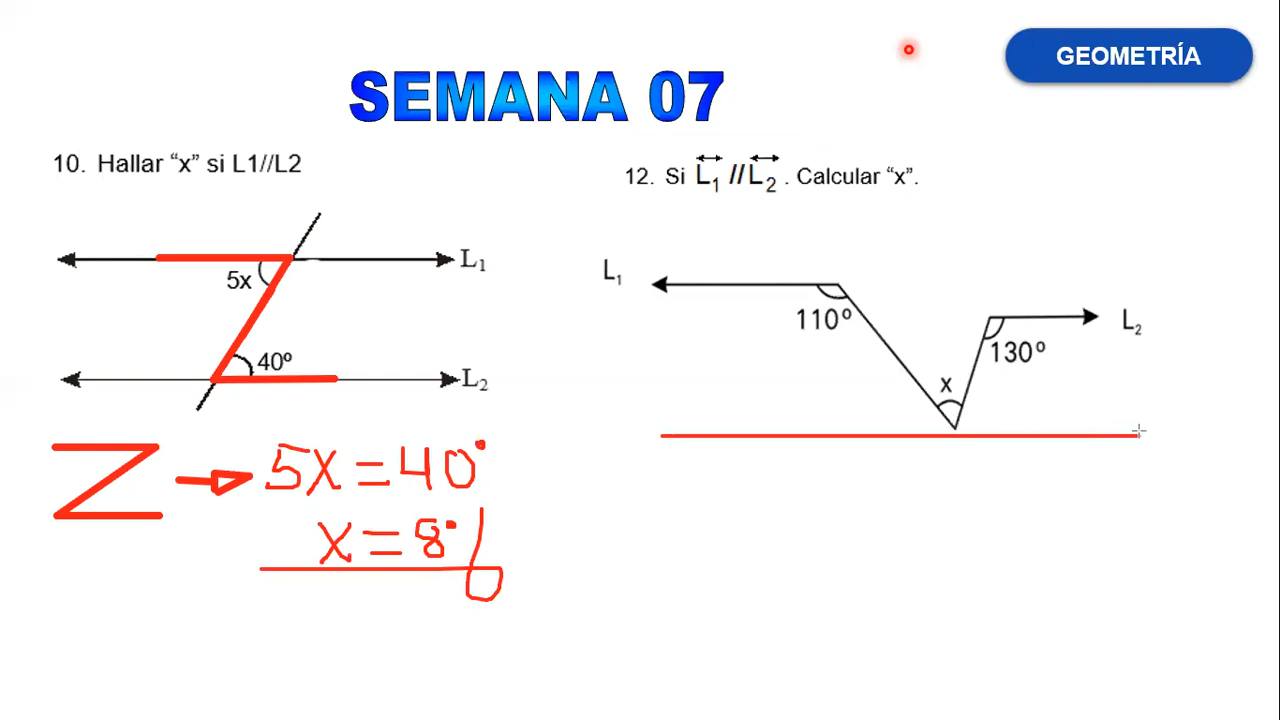 GEOMETRÍA
SEMANA 07
10. Hallar “x” si L1//L2
L₁
5x
40º
L₂
5x = 40°
x = 8°
12. Si L₁ // L₂ . Calcular “x”.
L₁
110º
L₂
130º
x